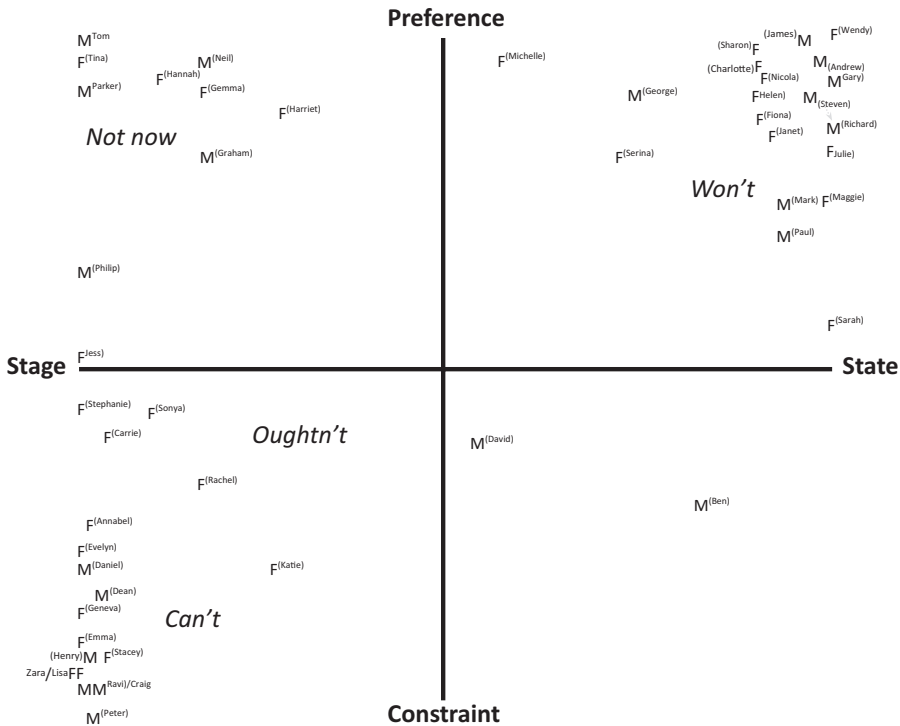 Preference
M Tom
F (Tina)
M (Neil)
F (Hannah)
M Parker)
F (Gemma)
F (Harriet)
Not now
M (Graham)
M (Philip)
F Jess)
F (Michelle)
(James) M
F (Wendy)
(Sharon) F
(Charlotte) F
M (Andrew)
F (Nicola)
M Gary)
M (George)
F Helen)
M (Steven)
F (Fiona)
M (Richard)
F (Janet)
F (Serina)
F Julie)
Won't
M (Mark)
F (Maggie)
M (Paul)
F (Sarah)
Stage
State
F (Stephanie)
F (Sonya)
F (Carrie)
Oughtn't
M (David)
F (Rachel)
M (Ben)
F (Annabel)
F (Evelyn)
M (Daniel)
F (Katie)
M (Dean)
F (Geneva)
Can't
F (Emma)
(Henry) M
F (Stacey)
Zara/Lisa FF
MM Ravi)/Craig
M (Peter)
Constraint